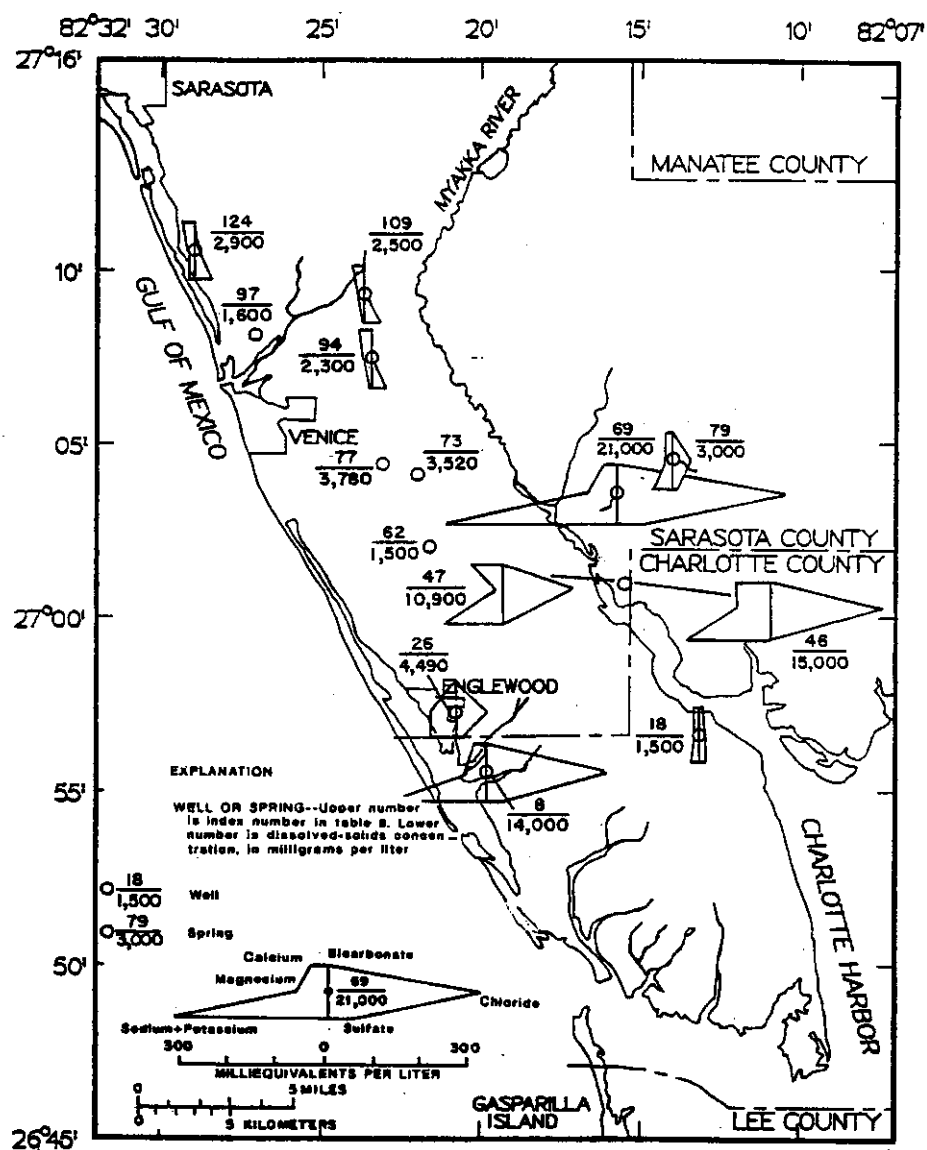 82°32' 25' 20' 15' 10' 82°07'
27°16'
SARASOTA
MYAKKA RIVER
MANATEE COUNTY
124
2,900
109
2,500
10'
97
1,600
GULF OF MEXICO
94
2,300
05'
VENICE
77
3,780
73
3,520
69
21,000
79
3,000
62
1,500
SARASOTA COUNTY
CHARLOTTE COUNTY
47
10,900
27°00'
46
15,000
26
4,490
ENGLEWOOD
18
1,500
55'
8
14,000
EXPLANATION
WELL OR SPRING--Upper number
is index number in table 8. Lower
number is dissolved-solids concen-
tration, in milligrams per liter
18
1,500
Well
79
3,000
Spring
CHARLOTTE HARBOR
50'
Calcium Bicarbonate
Magnesium
69
21,000
Chloride
Sodium+Potassium Sulfate
300 0 300
MILLIEQUIVALENTS PER LITER
0 5 MILES
0 5 KILOMETERS
GASPARILLA
ISLAND
LEE COUNTY
26°45'